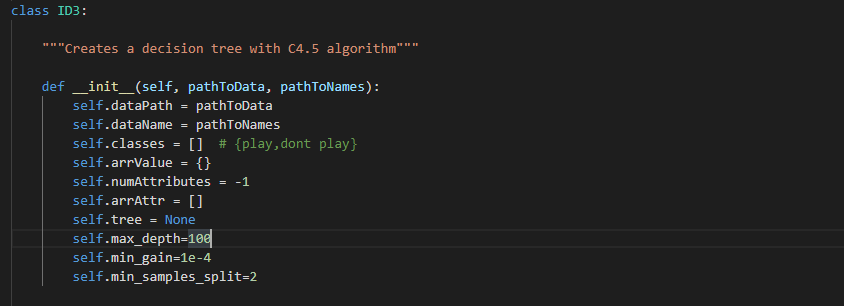 class ID3:
"""Creates a decision tree with C4.5 algorithm"""
def __init__(self, pathToData, pathToNames):
self.dataPath = pathToData
self.dataName = pathToNames
self.classes = []  # {play,dont play}
self.arrValue = {}
self.numAttributes = -1
self.arrAttr = []
self.tree = None
self.max_depth=100
self.min_gain=1e-4
self.min_samples_split=2